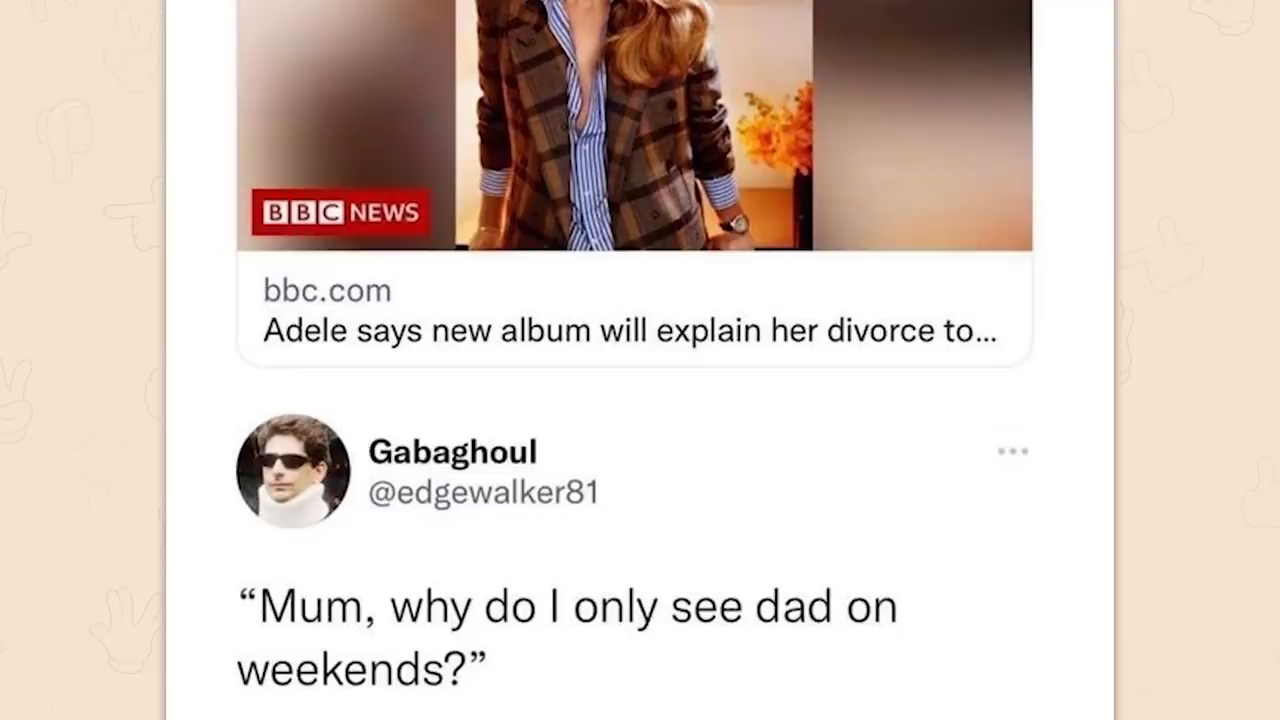 BBC NEWS
bbc.com
Adele says new album will explain her divorce to...
Gabaghoul
@edgewalker81
“Mum, why do I only see dad on
weekends?”